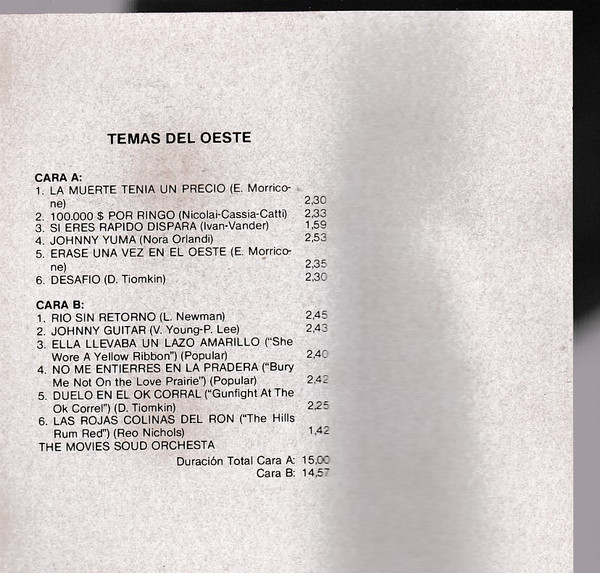 TEMAS DEL OESTE
CARA A:
1. LA MUERTE TENIA UN PRECIO (E. Morrico-
ne) 2,30
2. 100.000 $ POR RINGO (Nicolai-Cassia-Catti) 2,33
3. SI ERES RAPIDO DISPARA (Ivan-Vander) 1,59
4. JOHNNY YUMA (Nora Orlandi) 2,53
5. ERASE UNA VEZ EN EL OESTE (E. Morrico-
ne) 2,35
6. DESAFIO (D. Tiomkin) 2,30
CARA B:
1. RIO SIN RETORNO (L. Newman) 2,45
2. JOHNNY GUITAR (V. Young-P. Lee) 2,43
3. ELLA LLEVABA UN LAZO AMARILLO ("She
Wore A Yellow Ribbon") (Popular) 2,40
4. NO ME ENTIERRES EN LA PRADERA ("Bury
Me Not On the Love Prairie") (Popular) 2,42
5. DUELO EN EL OK CORRAL ("Gunfight At The
Ok Correl") (D. Tiomkin) 2,25
6. LAS ROJAS COLINAS DEL RON ("The Hills
Rum Red") (Reo Nichols) 1,42
THE MOVIES SOUD ORCHESTA
Duración Total Cara A: 15,00
Cara B: 14,57